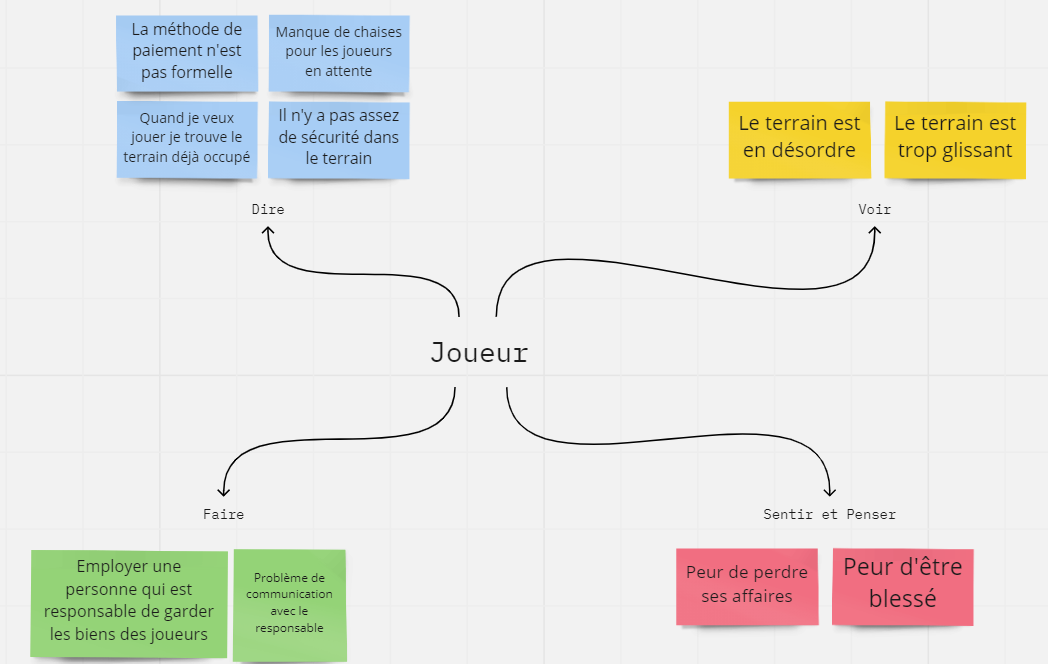 La méthode de
paiement n'est
pas formelle
Manque de chaises
pour les joueurs
en attente
Quand je veux
jouer je trouve le
terrain déjà occupé
Il n'y a pas assez
de sécurité dans
le terrain
Dire
Le terrain est
en désordre
Le terrain est
trop glissant
Voir
Joueur
Faire
Employer une
personne qui est
responsable de garder
les biens des joueurs
Problème de
communication
avec le
responsable
Sentir et Penser
Peur de perdre
ses affaires
Peur d'être
blessé